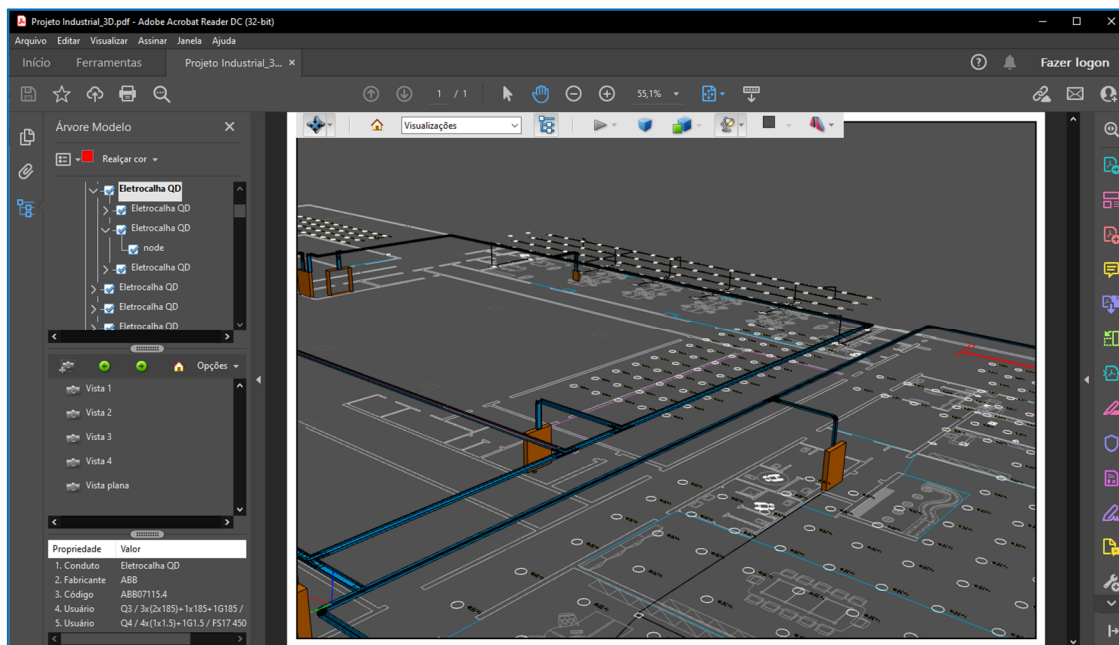 Projeto Industrial_3D.pdf - Adobe Acrobat Reader DC (32-bit)
Arquivo Editar Visualizar Assinar Janela Ajuda
Início Ferramentas Projeto Industrial_3... × Fazer logon
1 / 1 55,1%
Árvore Modelo
Visualizações
Realçar cor
Eletrocalha QD
Eletrocalha QD
Eletrocalha QD
node
Eletrocalha QD
Eletrocalha QD
Eletrocalha QD
Eletrocalha QD
Opções
Vista 1
Vista 2
Vista 3
Vista 4
Vista plana
Propriedade Valor
1. Conduto Eletrocalha QD
2. Fabricante ABB
3. Código ABB07115.4
4. Usuário Q3 / 3x(2x185)+1x185+1G185 /
5. Usuário Q4 / 4x(1x1.5)+1G1.5 / FS17 450